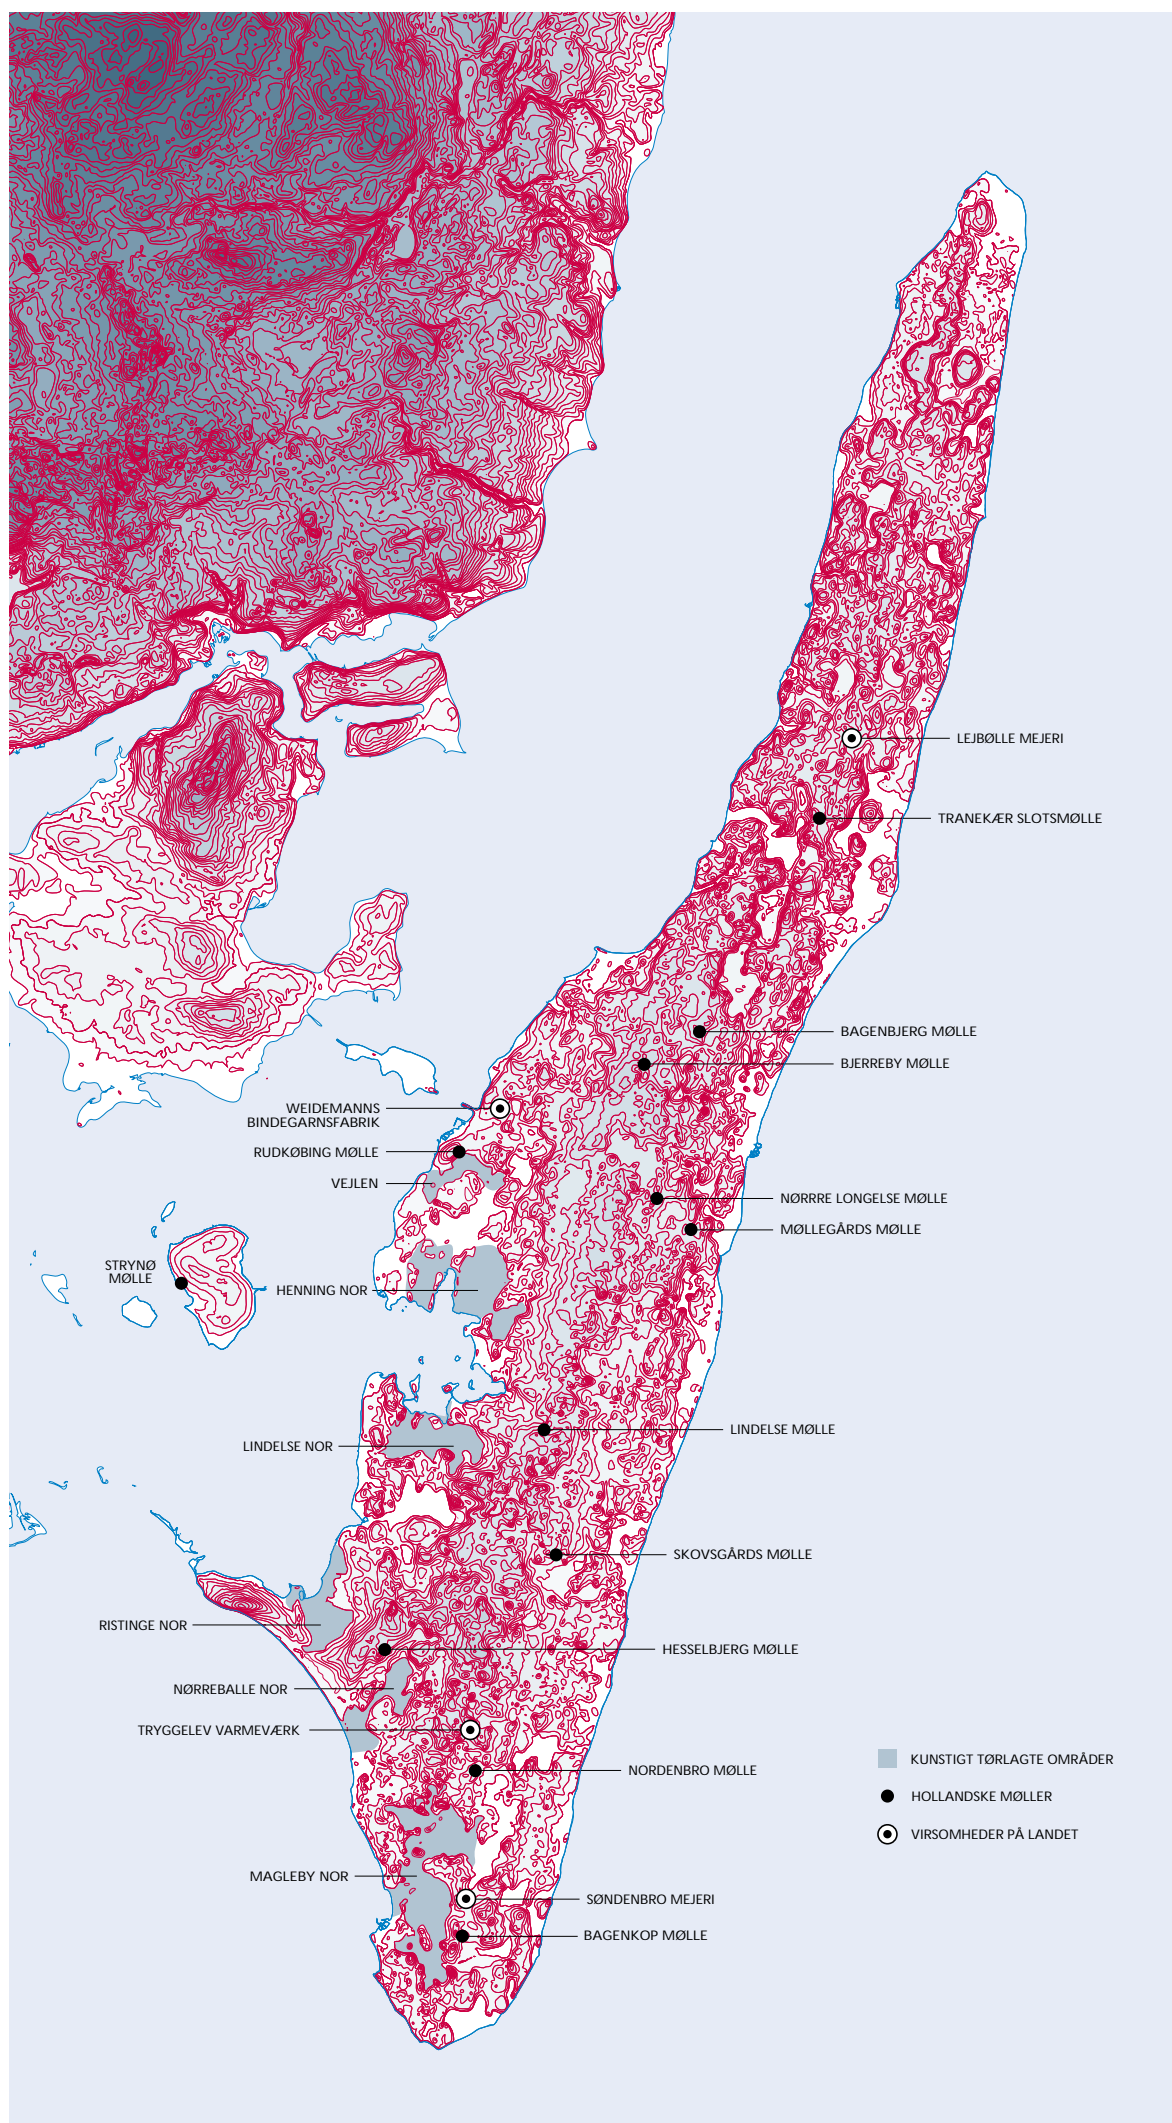 LEJBØLLE MEJERI
TRANEKÆR SLOTSMØLLE
BAGENBJERG MØLLE
BJERREBY MØLLE
WEIDEMANNS
BINDEGARNSFABRIK
RUDKØBING MØLLE
VEJLEN
NØRRRE LONGELSE MØLLE
MØLLEGÅRDS MØLLE
STRYNØ
MØLLE
HENNING NOR
LINDELSE MØLLE
LINDELSE NOR
SKOVSGÅRDS MØLLE
RISTINGE NOR
HESSELBJERG MØLLE
NØRREBALLE NOR
TRYGGELEV VARMEVÆRK
NORDENBRO MØLLE
MAGLEBY NOR
SØNDENBRO MEJERI
BAGENKOP MØLLE
KUNSTIGT TØRLAGTE OMRÅDER
HOLLANDSKE MØLLER
VIRSOMHEDER PÅ LANDET